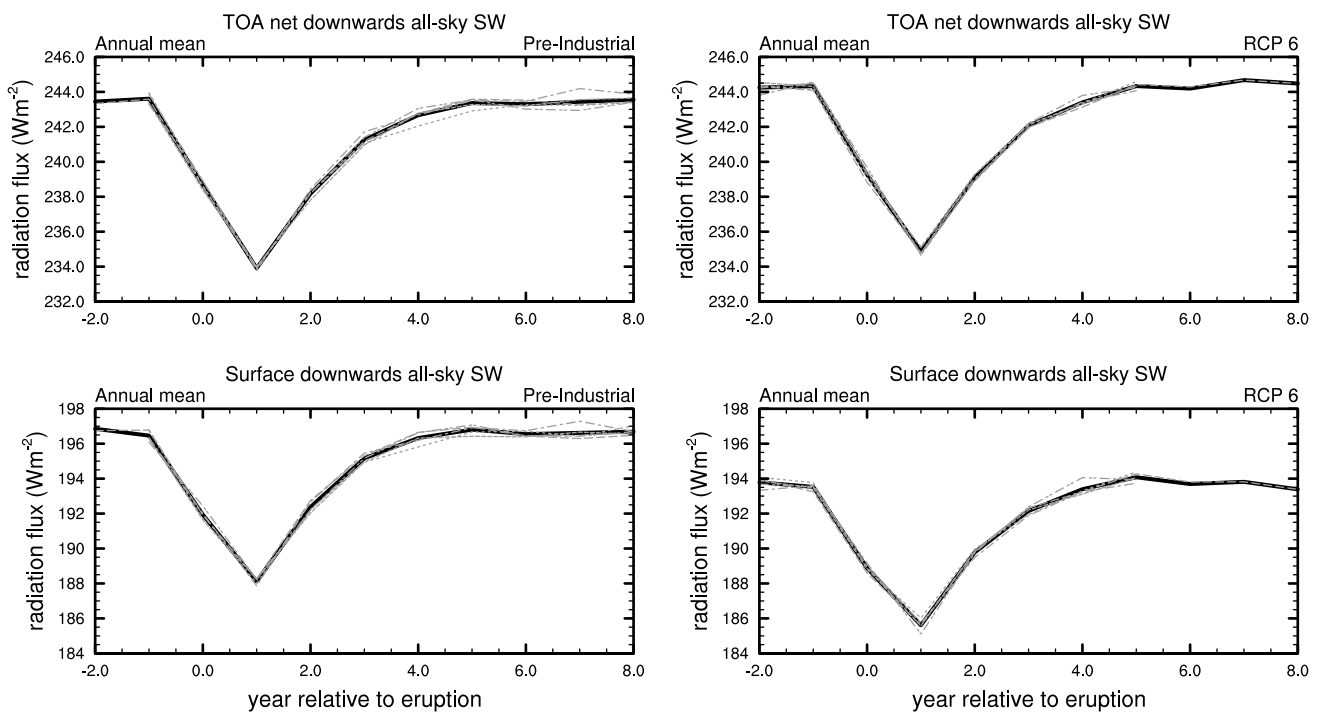 TOA net downwards all-sky SW
Annual mean Pre-Industrial
246.0
244.0
242.0
240.0
238.0
236.0
234.0
232.0
radiation flux (Wm-2)
-2.0 0.0 2.0 4.0 6.0 8.0
TOA net downwards all-sky SW
Annual mean RCP 6
246.0
244.0
242.0
240.0
238.0
236.0
234.0
232.0
radiation flux (Wm-2)
-2.0 0.0 2.0 4.0 6.0 8.0
Surface downwards all-sky SW
Annual mean Pre-Industrial
198
196
194
192
190
188
186
184
radiation flux (Wm-2)
-2.0 0.0 2.0 4.0 6.0 8.0
year relative to eruption
Surface downwards all-sky SW
Annual mean RCP 6
198
196
194
192
190
188
186
184
radiation flux (Wm-2)
-2.0 0.0 2.0 4.0 6.0 8.0
year relative to eruption